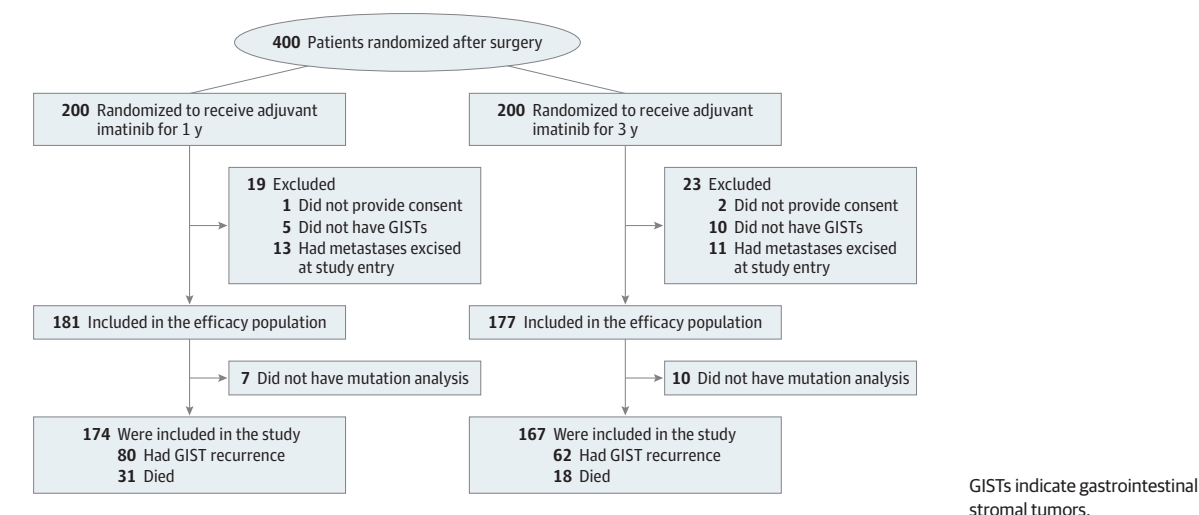 400 Patients randomized after surgery
200 Randomized to receive adjuvant
imatinib for 1 y
200 Randomized to receive adjuvant
imatinib for 3 y
19 Excluded
1 Did not provide consent
5 Did not have GISTs
13 Had metastases excised
at study entry
23 Excluded
2 Did not provide consent
10 Did not have GISTs
11 Had metastases excised
at study entry
181 Included in the efficacy population
177 Included in the efficacy population
7 Did not have mutation analysis
10 Did not have mutation analysis
174 Were included in the study
80 Had GIST recurrence
31 Died
167 Were included in the study
62 Had GIST recurrence
18 Died
GISTs indicate gastrointestinal
stromal tumors.